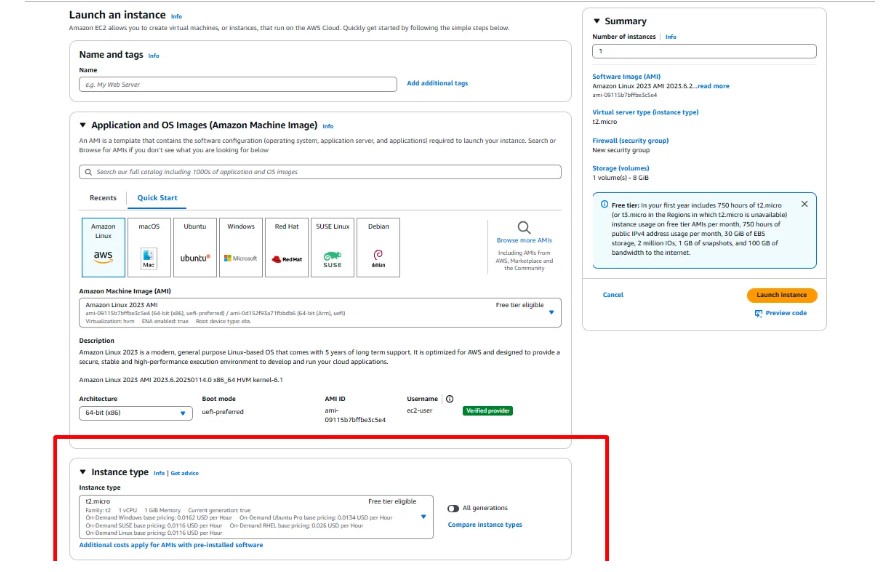 Launch an instance Info
Amazon EC2 allows you to create virtual machines, or instances, that run on the AWS Cloud. Quickly get started by following the simple steps below.
Name and tags Info
Name
e.g. My Web Server
Add additional tags
Application and OS Images (Amazon Machine Image) Info
An AMI is a template that contains the software configuration (operating system, application server, and applications) required to launch your instance. Search or
Browse for AMIs if you don't see what you are looking for below
Search our full catalog including 1000s of application and OS images
Recents
Quick Start
Amazon
Linux
aws
macOS
Mac
Ubuntu
ubuntu
Windows
Microsoft
Red Hat
RedHat
SUSE Linux
SUSE
Debian
debian
Browse more AMIs
Including AMIs from
AWS, Marketplace and
the Community
Amazon Machine Image (AMI)
Amazon Linux 2023 AMI
Free tier eligible
ami-09115b7bffbe3c5e4 (64-bit (x86), uefi-preferred) / (64-bit (Arm), uefi)
Virtualization: hvm ENA enabled: true Root device type: ebs
Description
Amazon Linux 2023 is a modern, general purpose Linux-based OS that comes with 5 years of long term support. It is optimized for AWS and designed to provide a
secure, stable and high-performance execution environment to develop and run your cloud applications.
Amazon Linux 2023 AMI 2023.6.20250114.0 x86_64 HVM kernel-6.1
Architecture
64-bit (x86)
Boot mode
uefi-preferred
AMI ID
ami-
09115b7bffbe3c5e4
Username
ec2-user
Verified provider
Instance type Info | Get advice
Instance type
t2.micro
Free tier eligible
Family: t2 1 vCPU 1 GiB Memory Current generation: true
On-Demand Windows base pricing: 0.0162 USD per Hour On-Demand Ubuntu Pro base pricing: 0.0134 USD per Hour
On-Demand SUSE base pricing: 0.0116 USD per Hour On-Demand RHEL base pricing: 0.026 USD per Hour
On-Demand Linux base pricing: 0.0116 USD per Hour
All generations
Compare instance types
Additional costs apply for AMIs with pre-installed software
Summary
Number of instances | Info
1
Software Image (AMI)
Amazon Linux 2023 AMI 2023.6.2...read more
ami-09115b7bffbe3c5e4
Virtual server type (instance type)
t2.micro
Firewall (security group)
New security group
Storage (volumes)
1 volume(s) - 8 GiB
Free tier: In your first year includes 750 hours of t2.micro
(or t3.micro in the Regions in which t2.micro is unavailable)
instance usage on free tier AMIs per month, 750 hours of
public IPv4 address usage per month, 30 GiB of EBS
storage, 2 million IOs, 1 GB of snapshots, and 100 GB of
bandwidth to the internet.
Cancel
Launch instance
Preview code